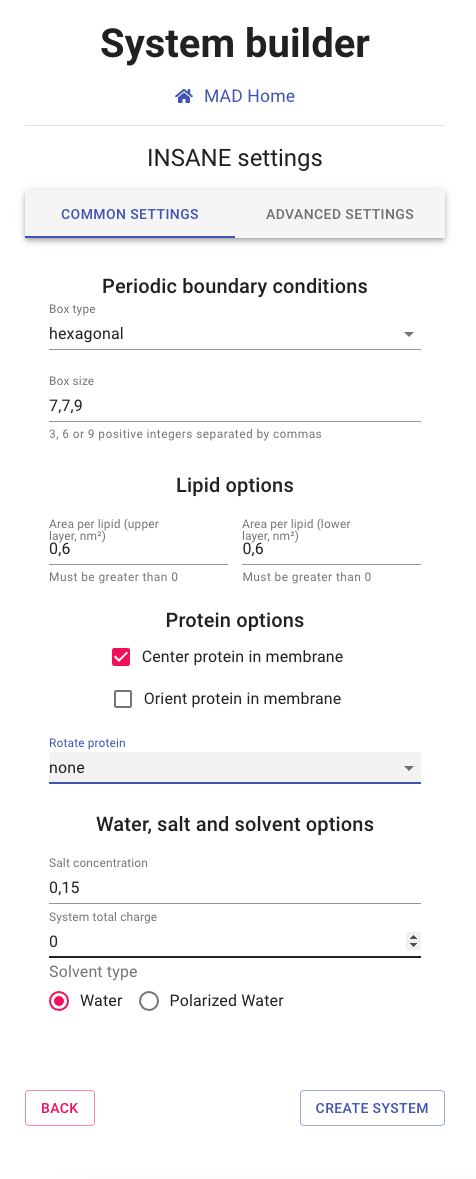 System builder
MAD Home
INSANE settings
COMMON SETTINGS ADVANCED SETTINGS
Periodic boundary conditions
Box type
hexagonal
Box size
7,7,9
3, 6 or 9 positive integers separated by commas
Lipid options
Area per lipid (upper
layer, nm²)
0,6
Must be greater than 0
Area per lipid (lower
layer, nm²)
0,6
Must be greater than 0
Protein options
Center protein in membrane
Orient protein in membrane
Rotate protein
none
Water, salt and solvent options
Salt concentration
0,15
System total charge
0
Solvent type
Water Polarized Water
BACK CREATE SYSTEM